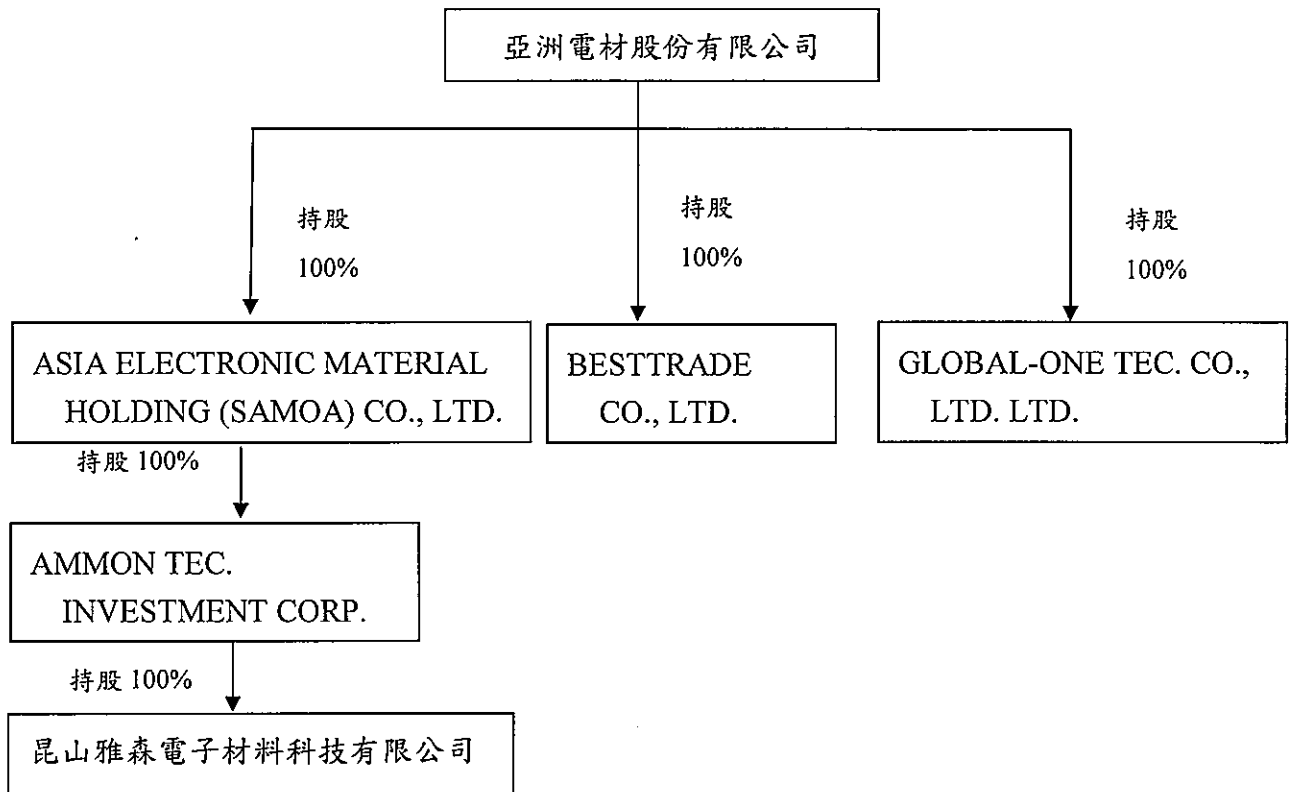 亞洲電材股份有限公司
持股
100%
持股
100%
持股
100%
ASIA ELECTRONIC MATERIAL
HOLDING (SAMOA) CO., LTD.
BESTTRADE
CO., LTD.
GLOBAL-ONE TEC. CO.,
LTD. LTD.
持股 100%
AMMON TEC.
INVESTMENT CORP.
持股 100%
昆山雅森電子材料科技有限公司